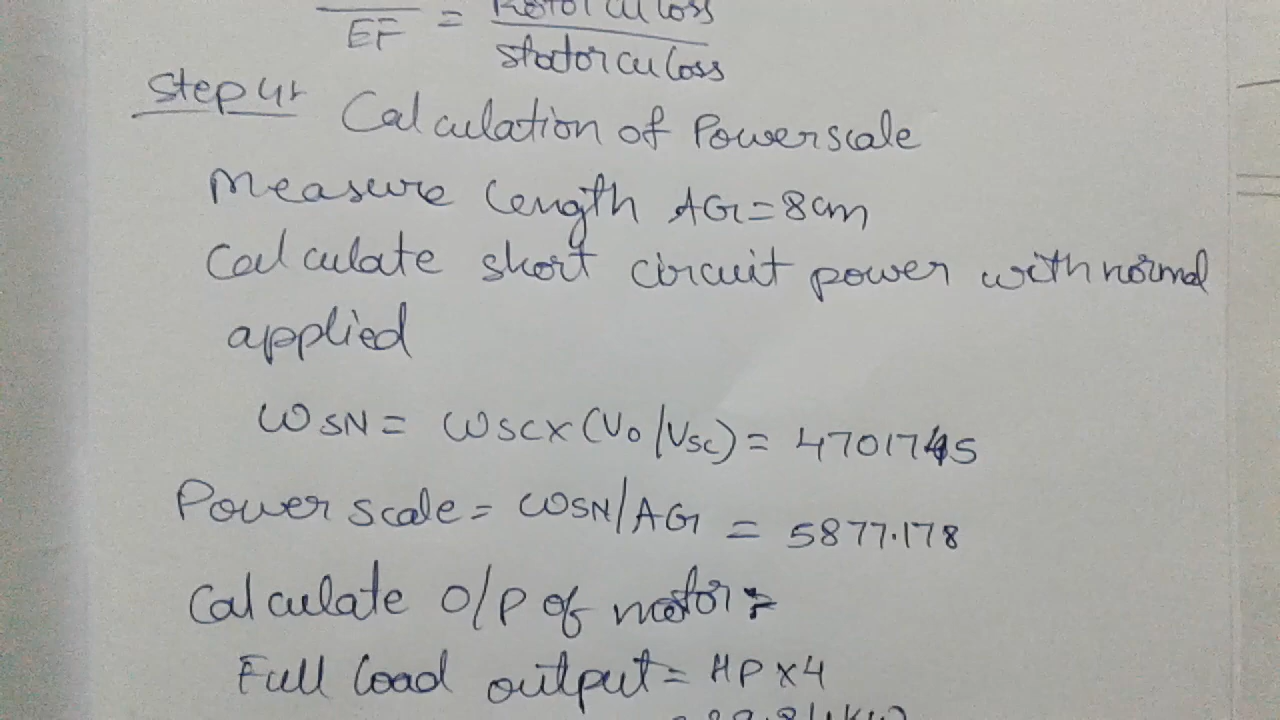 EF = Rotor cu loss
stator cu loss
Step 4:
Calculation of Power scale
Measure length AG = 8cm
Calculate short circuit power with normal
applied
WSN = WSC x (V0/VSC) = 4701745
Power scale = WSN/AG = 5877.178
Calculate O/P of motor :-
Full load output = HP x 4